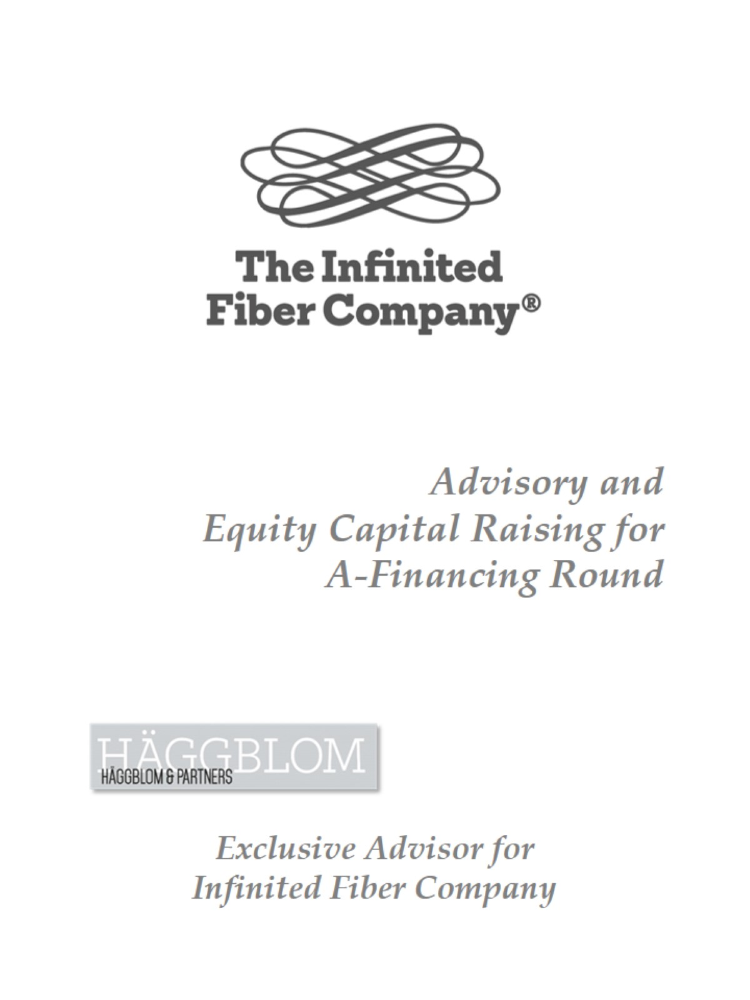 The Infinited
Fiber Company®
Advisory and
Equity Capital Raising for
A-Financing Round
HÄGGBLOM
HÄGGBLOM & PARTNERS
Exclusive Advisor for
Infinited Fiber Company